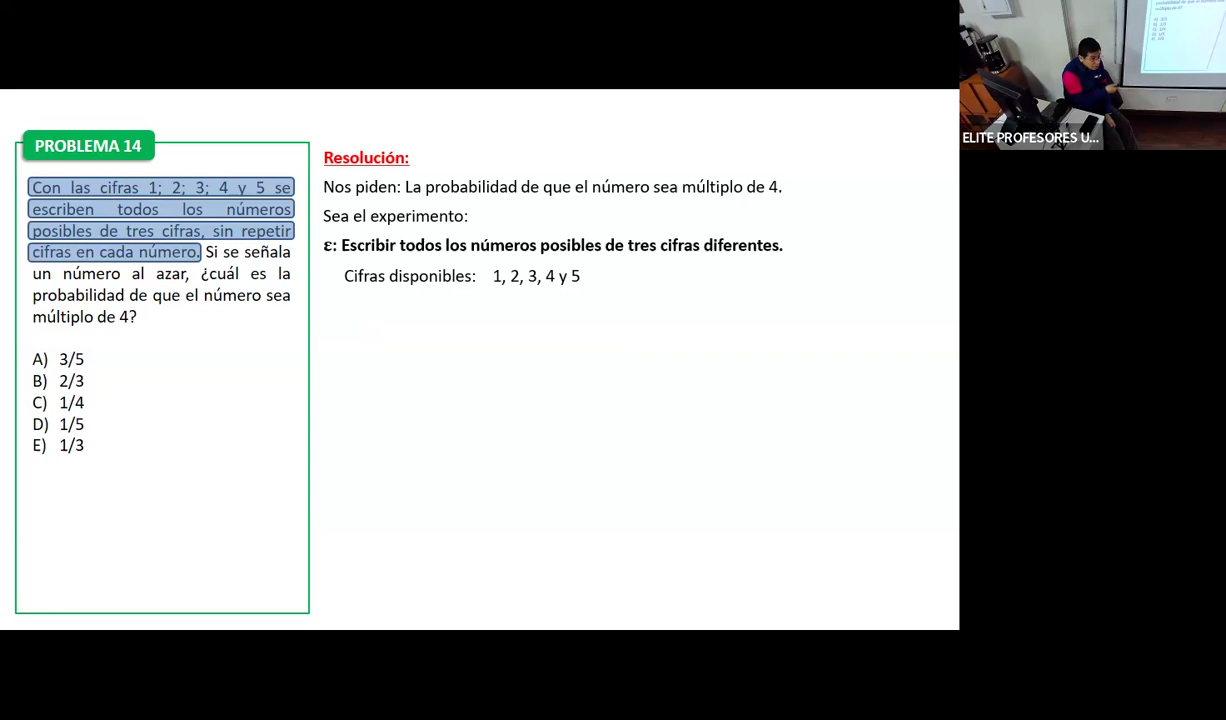 PROBLEMA 14
Con las cifras 1; 2; 3; 4 y 5 se
escriben todos los números
posibles de tres cifras, sin repetir
cifras en cada número. Si se señala
un número al azar, ¿cuál es la
probabilidad de que el número sea
múltiplo de 4?
A) 3/5
B) 2/3
C) 1/4
D) 1/5
E) 1/3
Resolución:
Nos piden: La probabilidad de que el número sea múltiplo de 4.
Sea el experimento:
ε: Escribir todos los números posibles de tres cifras diferentes.
Cifras disponibles: 1, 2, 3, 4 y 5
ELITE PROFESORES U...